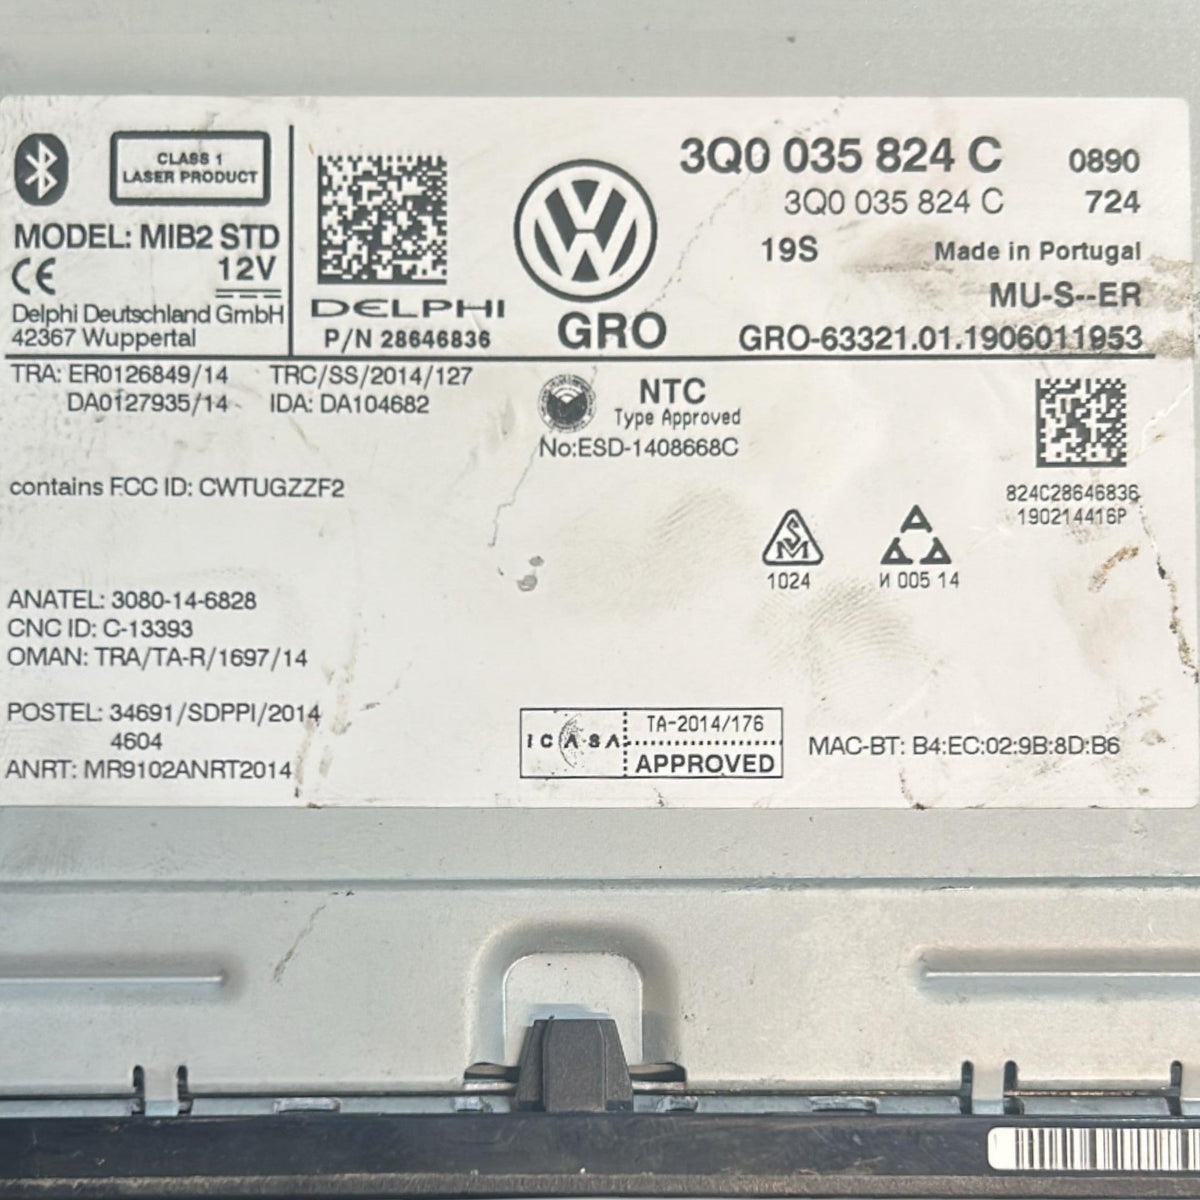 CLASS 1
LASER PRODUCT
MODEL: MIB2 STD
CE 12V
Delphi Deutschland GmbH
42367 Wuppertal
DELPHI
P/N 28646836
GRO
3Q0 035 824 C 0890
3Q0 035 824 C 724
19S Made in Portugal
MU-S--ER
GRO-63321.01.1906011953
TRA: ER0126849/14 TRC/SS/2014/127
DA0127935/14 IDA: DA104682
NTC
Type Approved
No:ESD-1408668C
contains FCC ID: CWTUGZZF2
824C28646836
190214416P
1024
И 005 14
ANATEL: 3080-14-6828
CNC ID: C-13393
OMAN: TRA/TA-R/1697/14
POSTEL: 34691/SDPPI/2014
4604
ANRT: MR9102ANRT2014
ICASA TA-2014/176
APPROVED
MAC-BT: B4:EC:02:9B:8D:B6